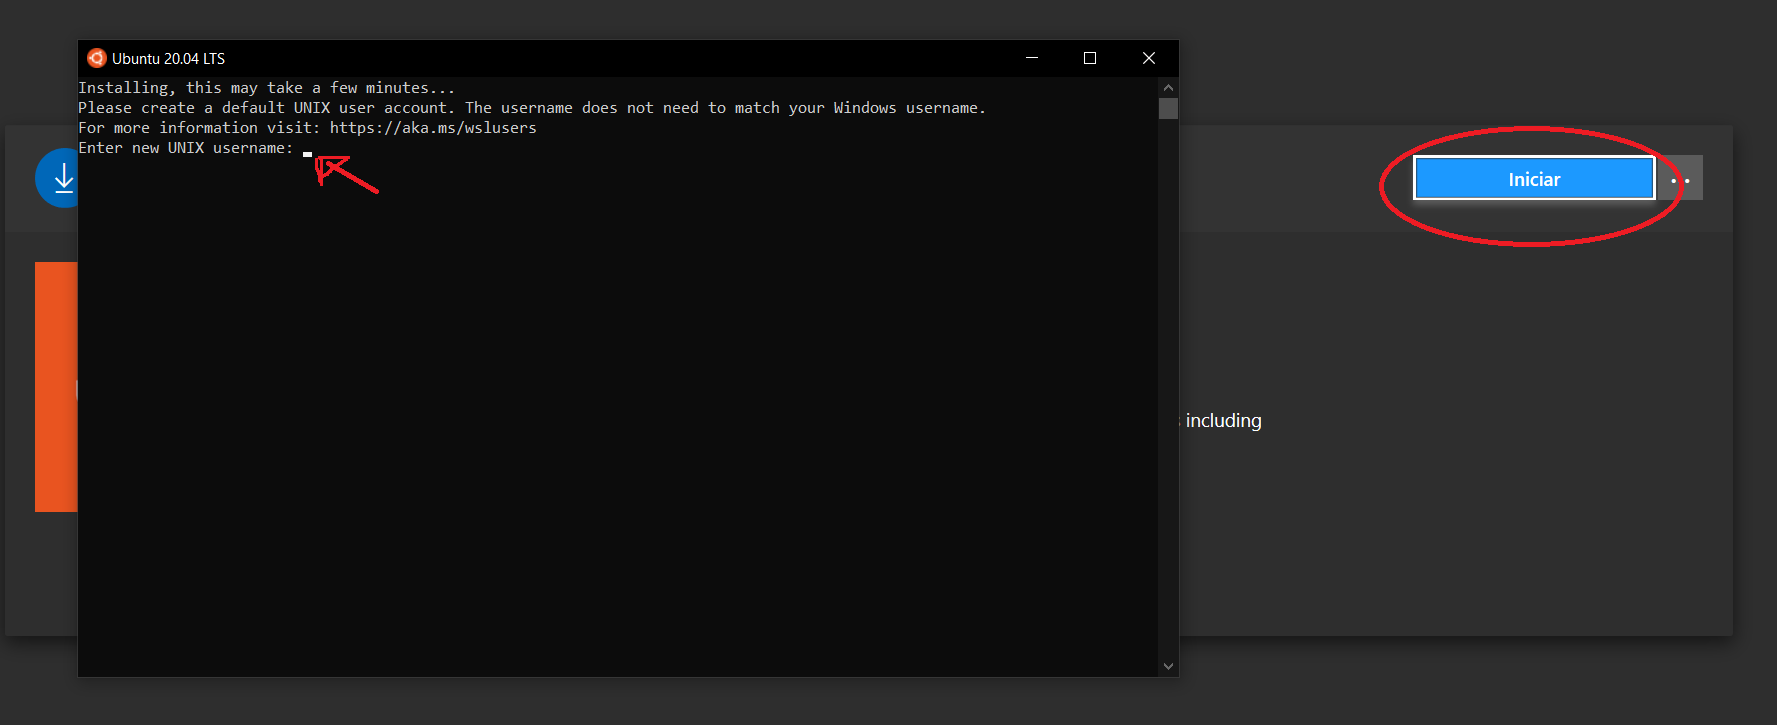 Ubuntu 20.04 LTS
Installing, this may take a few minutes...
Please create a default UNIX user account. The username does not need to match your Windows username.
For more information visit: https://aka.ms/wslusers
Enter new UNIX username:
Iniciar
including